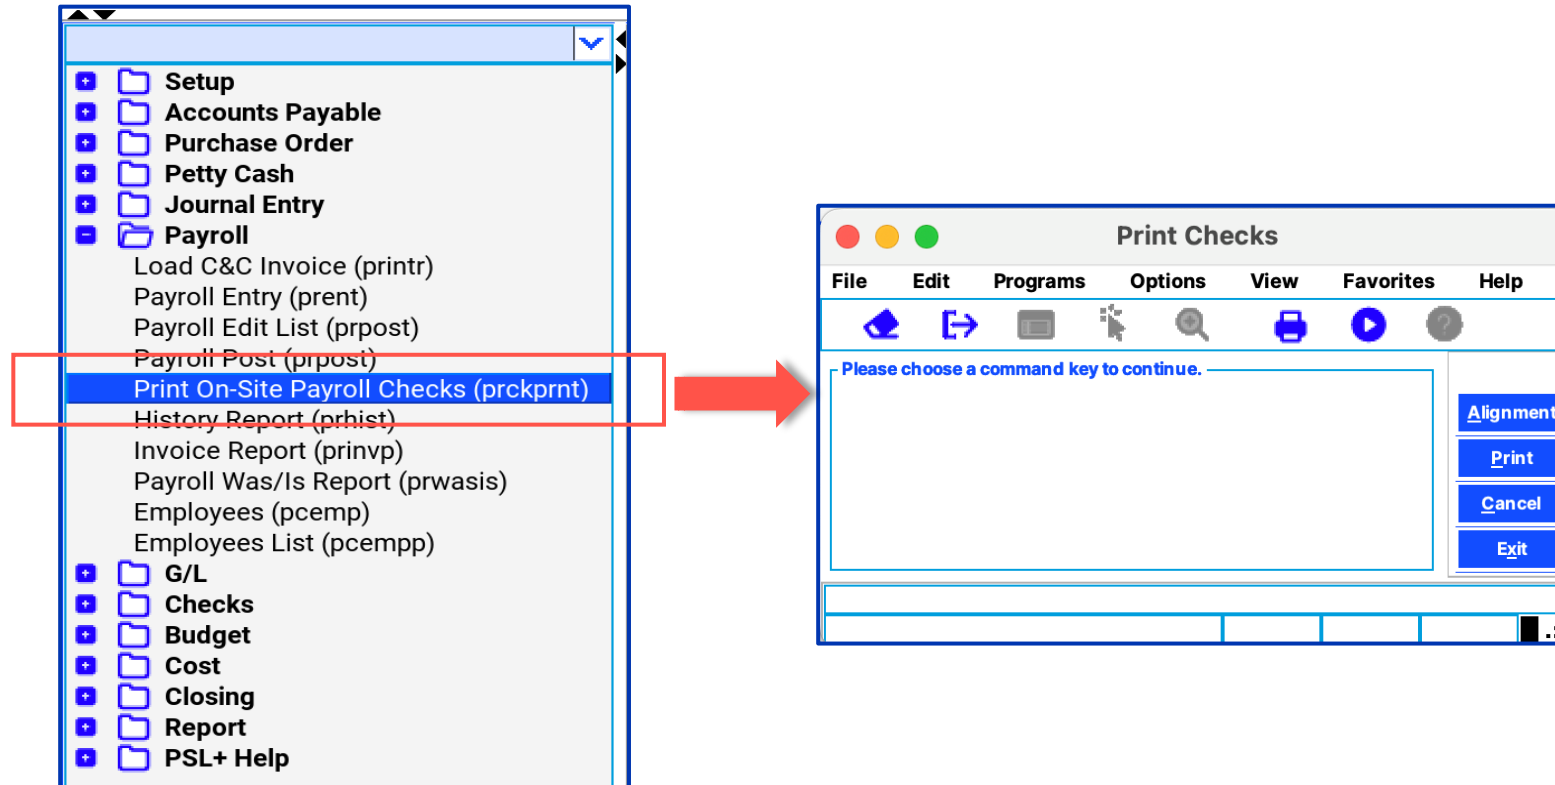 Setup
Accounts Payable
Purchase Order
Petty Cash
Journal Entry
Payroll
Load C&C Invoice (printr)
Payroll Entry (prent)
Payroll Edit List (prpost)
Payroll Post (prpost)
Print On-Site Payroll Checks (prckprnt)
History Report (prhist)
Invoice Report (prinvp)
Payroll Was/Is Report (prwasis)
Employees (pcemp)
Employees List (pcempp)
G/L
Checks
Budget
Cost
Closing
Report
PSL+ Help
Print Checks
File Edit Programs Options View Favorites Help
Please choose a command key to continue.
Alignment
Print
Cancel
Exit